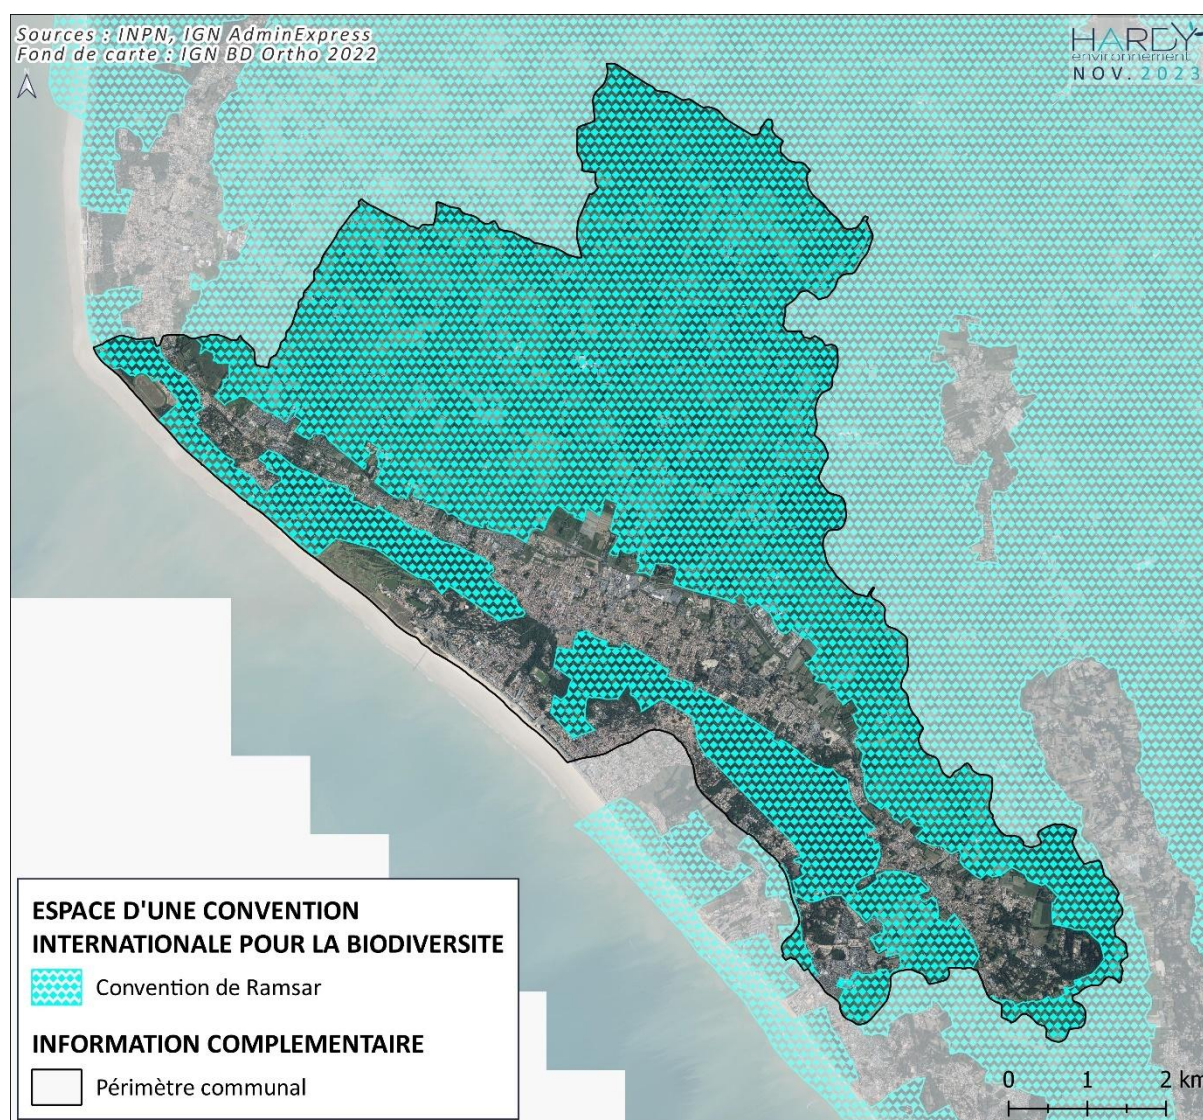 Sources : INPN, IGN AdminExpress
Fond de carte : IGN BD Ortho 2022
HARDY
environnement
NOV. 2023
ESPACE D'UNE CONVENTION
INTERNATIONALE POUR LA BIODIVERSITE
Convention de Ramsar
INFORMATION COMPLEMENTAIRE
Périmètre communal
0 1 2 km